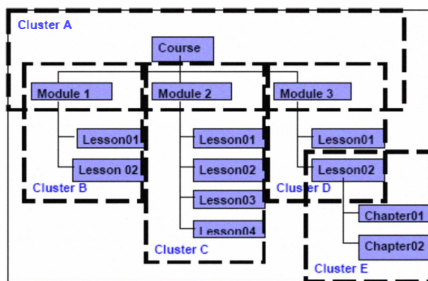 Cluster A
Course
Module 1 Module 2 Module 3
Lesson01 Lesson01 Lesson01
Lesson 02 Lesson02 Lesson02
Cluster B Cluster D
Lesson03
Chapter01
Lesson04
Cluster C Chapter02
Cluster E